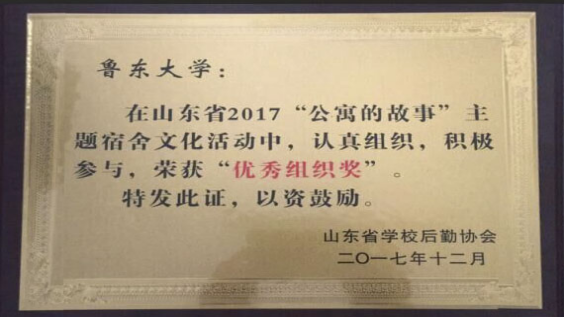 鲁东大学：
在山东省2017“公寓的故事”主
题宿舍文化活动中，认真组织，积极
参与，荣获“优秀组织奖”。
特发此证，以资鼓励。
山东省学校后勤协会
二〇一七年十二月